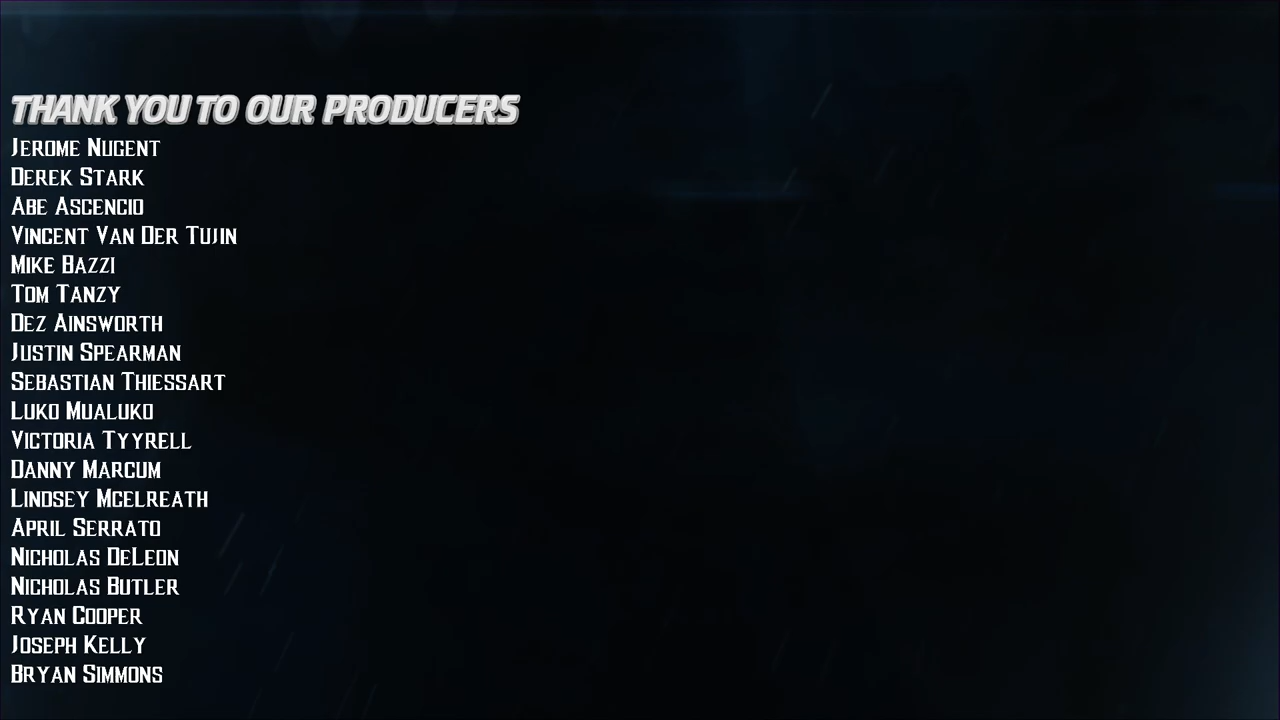 THANK YOU TO OUR PRODUCERS
JEROME NUGENT
DEREK STARK
ABE ASCENCIO
VINCENT VAN DER TUJIN
MIKE BAZZI
TOM TANZY
DEZ AINSWORTH
JUSTIN SPEARMAN
SEBASTIAN THIESSART
LUKO MUALUKO
VICTORIA TYYRELL
DANNY MARCUM
LINDSEY MCELREATH
APRIL SERRATO
NICHOLAS DELEON
NICHOLAS BUTLER
RYAN COOPER
JOSEPH KELLY
BRYAN SIMMONS